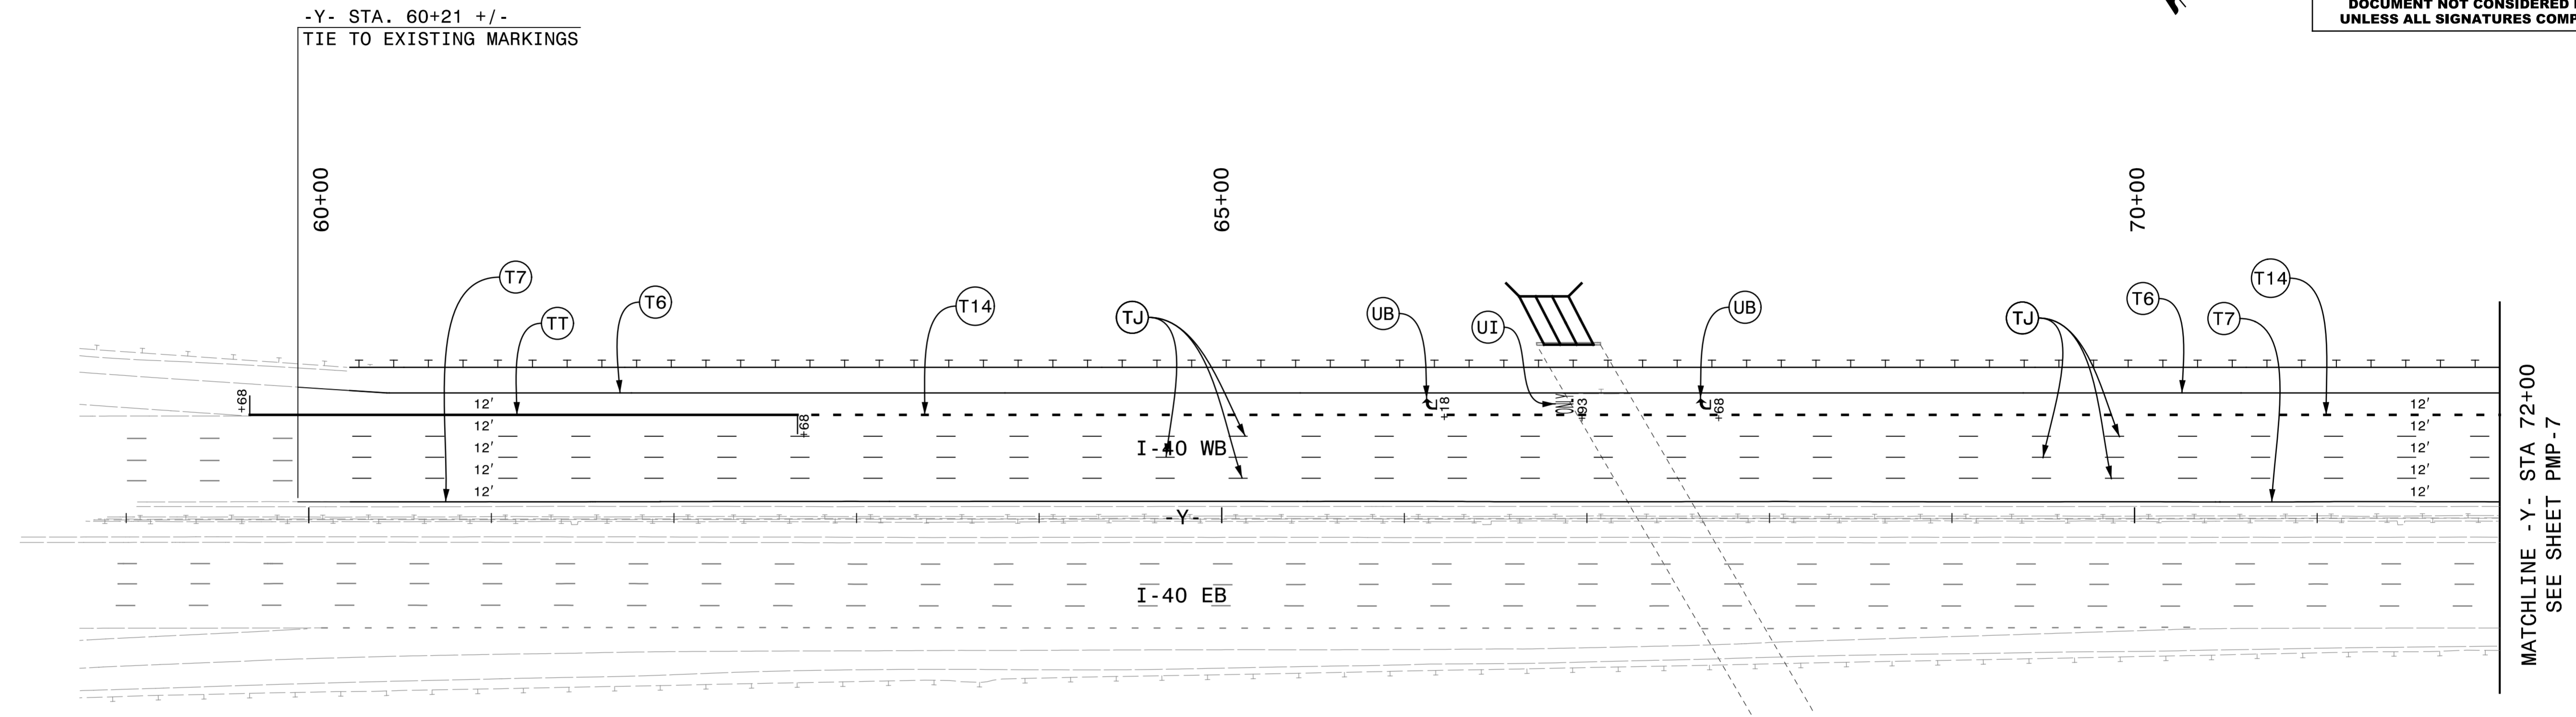 -Y- STA. 60+21 +/-
TIE TO EXISTING MARKINGS
DOCUMENT NOT CONSIDERED
UNLESS ALL SIGNATURES
60+00
65+00
70+00
T7
TT
T6
T14
TJ
UB
UI
UB
TJ
T6
T7
T14
+68
+68
+18
+93
+68
12'
12'
12'
12'
12'
12'
12'
12'
12'
12'
I-40 WB
-Y-
I-40 EB
MATCHLINE -Y- STA 72+00
SEE SHEET PMP-7